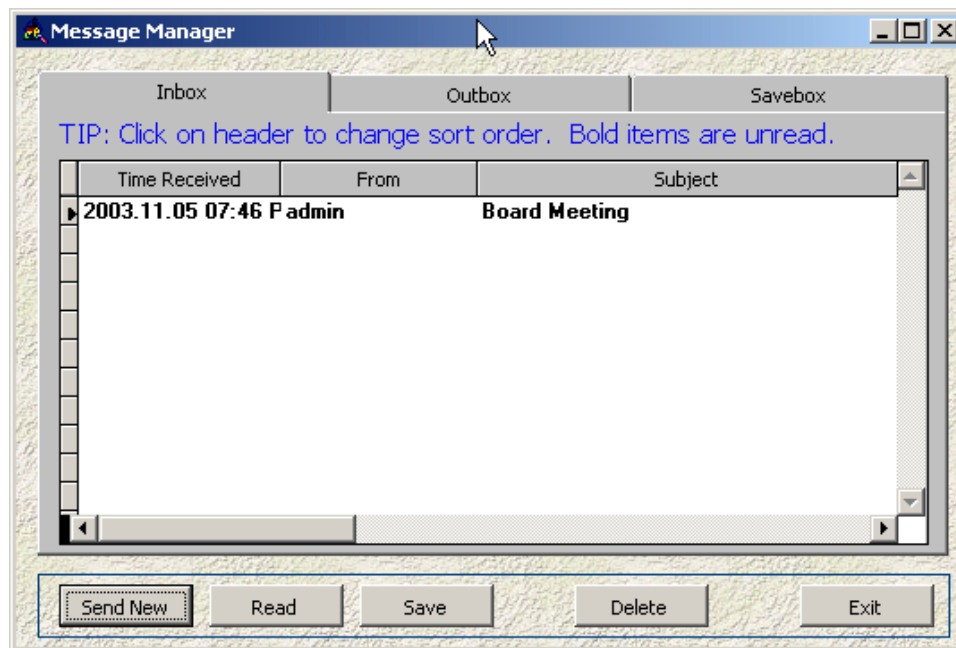 Message Manager
Inbox Outbox Savebox
TIP: Click on header to change sort order. Bold items are unread.
Time Received From Subject
2003.11.05 07:46 P admin Board Meeting
Send New Read Save Delete Exit